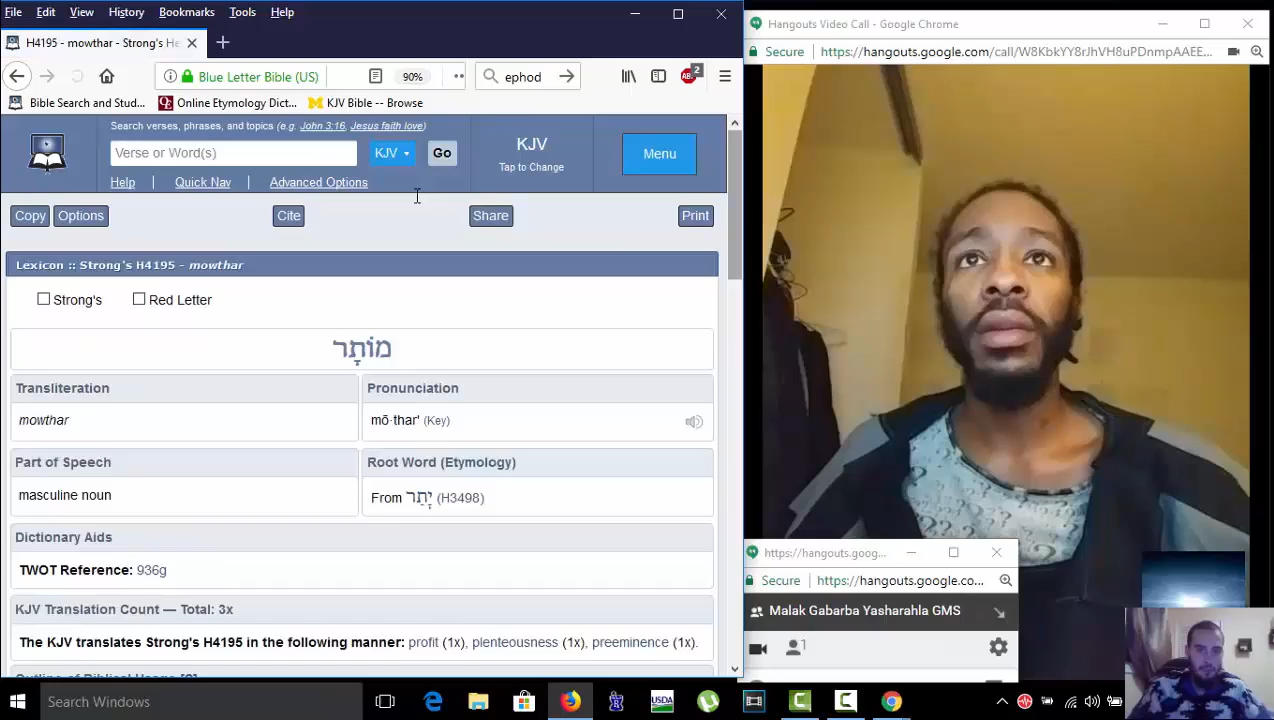 File Edit View History Bookmarks Tools Help
H4195 - mowthar - Strong's He
Blue Letter Bible (US) 90% ephod 2
Bible Search and Stud... Online Etymology Dict... KJV Bible -- Browse
Search verses, phrases, and topics (e.g. John 3:16, Jesus faith love)
Verse or Word(s) KJV Go
KJV
Tap to Change
Menu
Help | Quick Nav | Advanced Options
Copy Options Cite Share Print
Lexicon :: Strong's H4195 - mowthar
Strong's Red Letter
מוֹתָר
Transliteration
mowthar
Pronunciation
mō·thar' (Key)
Part of Speech
masculine noun
Root Word (Etymology)
From יָתַר (H3498)
Dictionary Aids
TWOT Reference: 936g
KJV Translation Count — Total: 3x
The KJV translates Strong's H4195 in the following manner: profit (1x), plenteousness (1x), preeminence (1x).
Outline of Biblical Usage [?]
Hangouts Video Call - Google Chrome
Secure https://hangouts.google.com/call/W8KbkYY8rJhVH8uPDnmpAAEE...
https://hangouts.goog...
Secure https://hangouts.google.co...
Malak Gabarba Yasharahla GMS
1
Search Windows
USDA